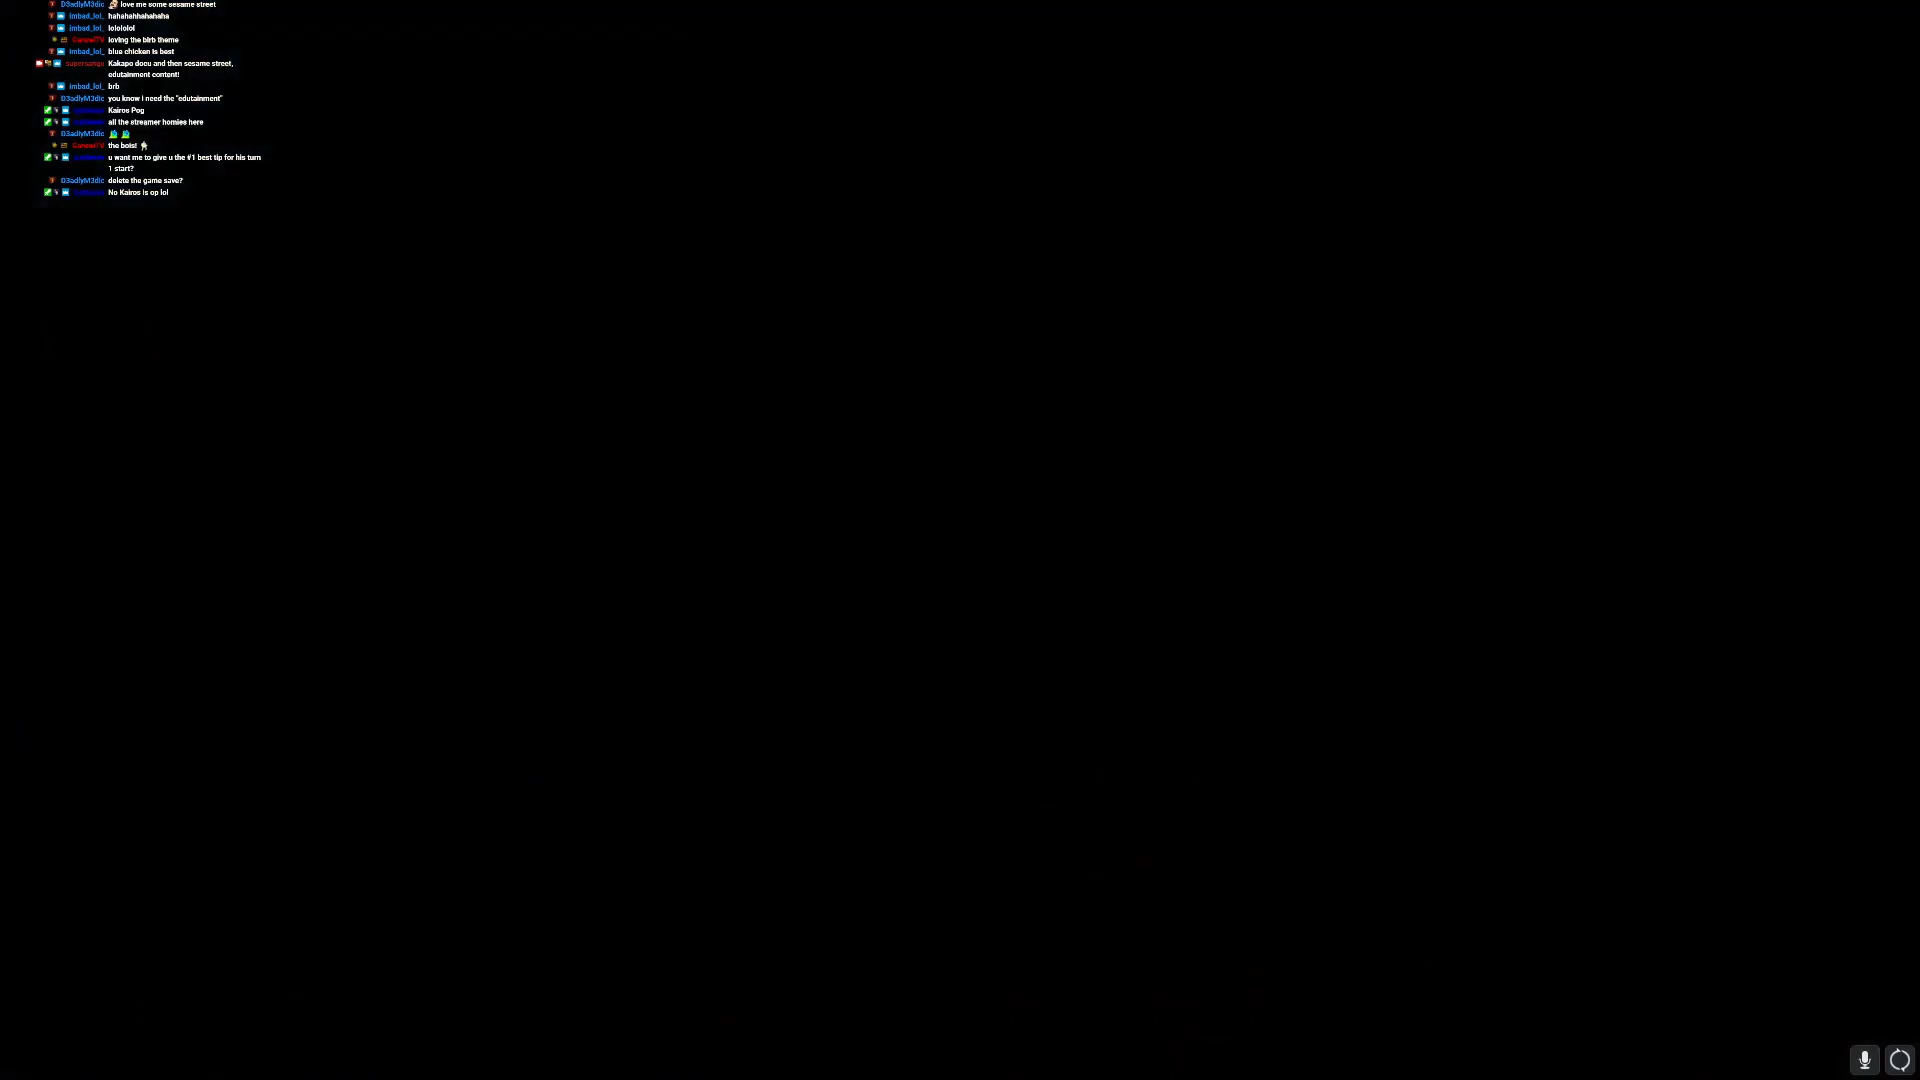 D3adlyM3dic love me some sesame street
imbad_lol_ hahahahhahahaha
imbad_lol_ lolololol
loving the birb theme
imbad_lol_ blue chicken is best
Kakapo docu and then sesame street,
edutainment content!
imbad_lol_ brb
D3adlyM3dic you know i need the "edutainment"
Kairos Pog
all the streamer homies here
D3adlyM3dic
the bois!
u want me to give u the #1 best tip for his turn
1 start?
D3adlyM3dic delete the game save?
No Kairos is op lol